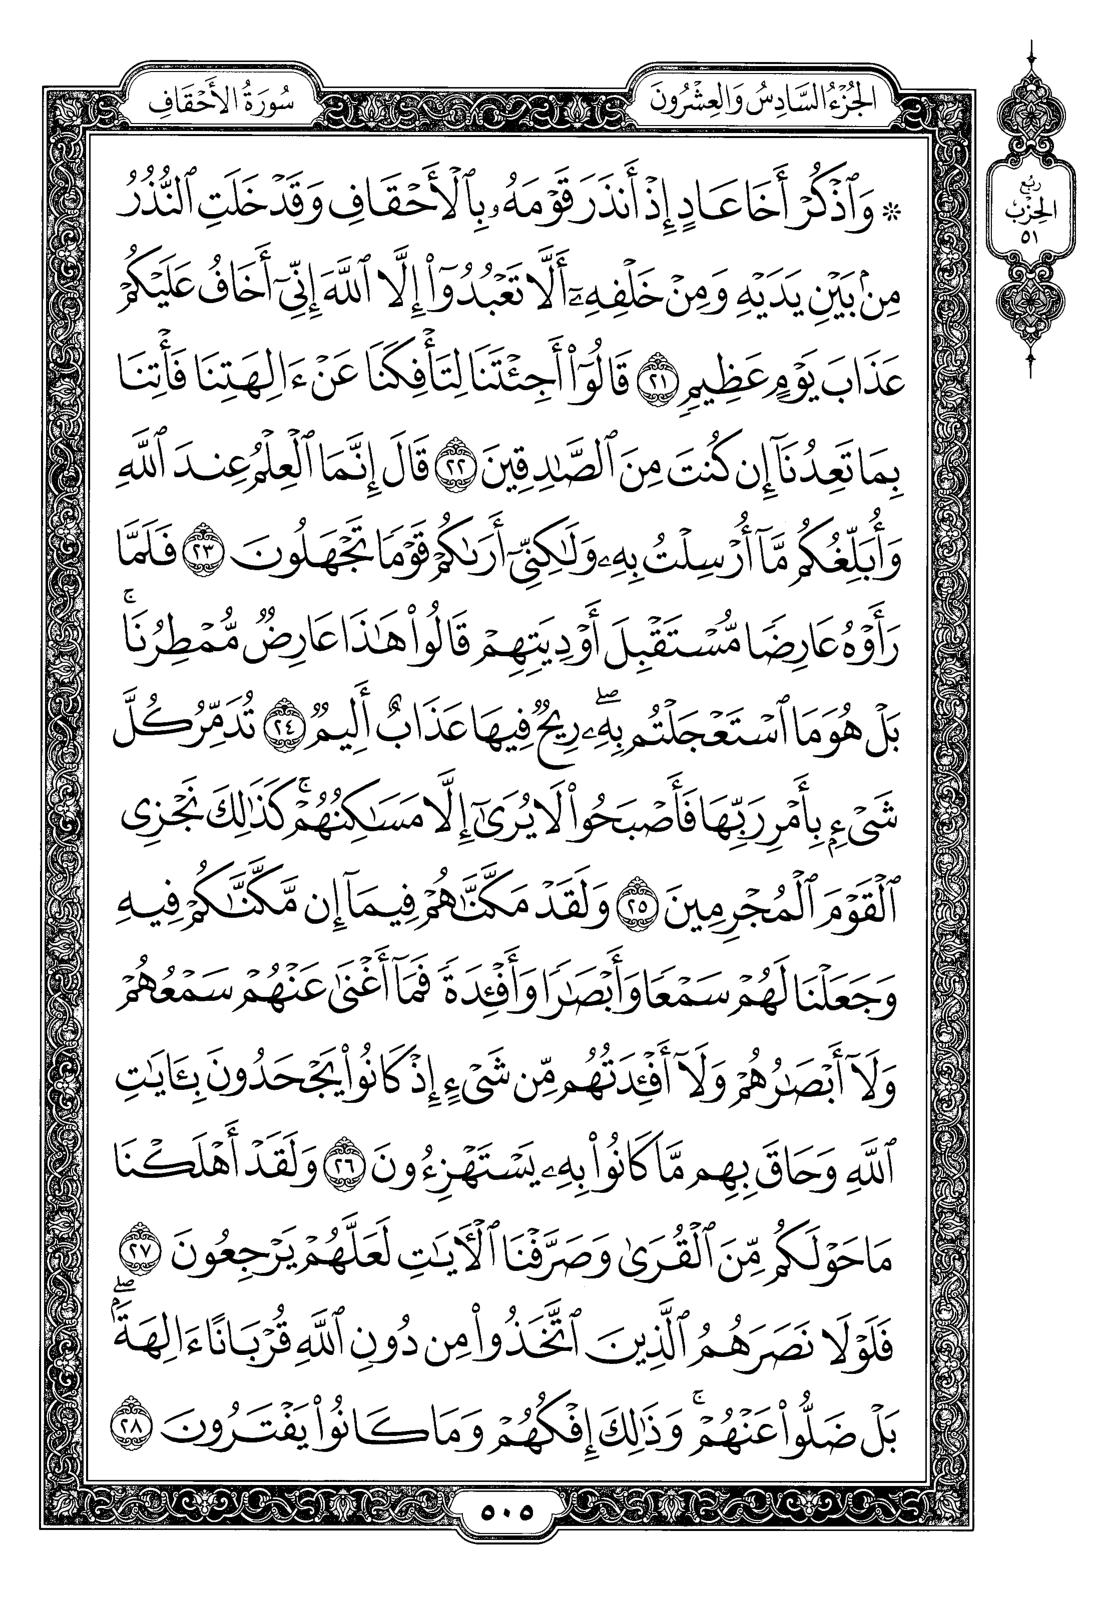 الجُزْءُ السَّادِسُ وَالعِشْرُونَ
سُورَةُ الأَحْقَافِ
رُبع
الحِزْب
٥١
۞ وَٱذْكُرْ أَخَا عَادٍ إِذْ أَنذَرَ قَوْمَهُۥ بِٱلْأَحْقَافِ وَقَدْ خَلَتِ ٱلنُّذُرُ
مِنۢ بَيْنِ يَدَيْهِ وَمِنْ خَلْفِهِۦٓ أَلَّا تَعْبُدُوٓا۟ إِلَّا ٱللَّهَ إِنِّىٓ أَخَافُ عَلَيْكُمْ
عَذَابَ يَوْمٍ عَظِيمٍ ٢١ قَالُوٓا۟ أَجِئْتَنَا لِتَأْفِكَنَا عَنْ ءَالِهَتِنَا فَأْتِنَا
بِمَا تَعِدُنَآ إِن كُنتَ مِنَ ٱلصَّٰدِقِينَ ٢٢ قَالَ إِنَّمَا ٱلْعِلْمُ عِندَ ٱللَّهِ
وَأُبَلِّغُكُم مَّآ أُرْسِلْتُ بِهِۦ وَلَٰكِنِّىٓ أَرَىٰكُمْ قَوْمًا تَجْهَلُونَ ٢٣ فَلَمَّا
رَأَوْهُ عَارِضًا مُّسْتَقْبِلَ أَوْدِيَتِهِمْ قَالُوا۟ هَٰذَا عَارِضٌ مُّمْطِرُنَا ۚ
بَلْ هُوَ مَا ٱسْتَعْجَلْتُم بِهِۦ ۖ رِيحٌ فِيهَا عَذَابٌ أَلِيمٌ ٢٤ تُدَمِّرُ كُلَّ
شَىْءٍۭ بِأَمْرِ رَبِّهَا فَأَصْبَحُوا۟ لَا يُرَىٰٓ إِلَّا مَسَٰكِنُهُمْ ۚ كَذَٰلِكَ نَجْزِى
ٱلْقَوْمَ ٱلْمُجْرِمِينَ ٢٥ وَلَقَدْ مَكَّنَّٰهُمْ فِيمَآ إِن مَّكَّنَّٰكُمْ فِيهِ
وَجَعَلْنَا لَهُمْ سَمْعًا وَأَبْصَٰرًا وَأَفْـِٔدَةً فَمَآ أَغْنَىٰ عَنْهُمْ سَمْعُهُمْ
وَلَآ أَبْصَٰرُهُمْ وَلَآ أَفْـِٔدَتُهُم مِّن شَىْءٍ إِذْ كَانُوا۟ يَجْحَدُونَ بِـَٔايَٰتِ
ٱللَّهِ وَحَاقَ بِهِم مَّا كَانُوا۟ بِهِۦ يَسْتَهْزِءُونَ ٢٦ وَلَقَدْ أَهْلَكْنَا
مَا حَوْلَكُم مِّنَ ٱلْقُرَىٰ وَصَرَّفْنَا ٱلْـَٔايَٰتِ لَعَلَّهُمْ يَرْجِعُونَ ٢٧
فَلَوْلَا نَصَرَهُمُ ٱلَّذِينَ ٱتَّخَذُوا۟ مِن دُونِ ٱللَّهِ قُرْبَانًا ءَالِهَةَۢ ۖ
بَلْ ضَلُّوا۟ عَنْهُمْ ۚ وَذَٰلِكَ إِفْكُهُمْ وَمَا كَانُوا۟ يَفْتَرُونَ ٢٨
٥٠٥